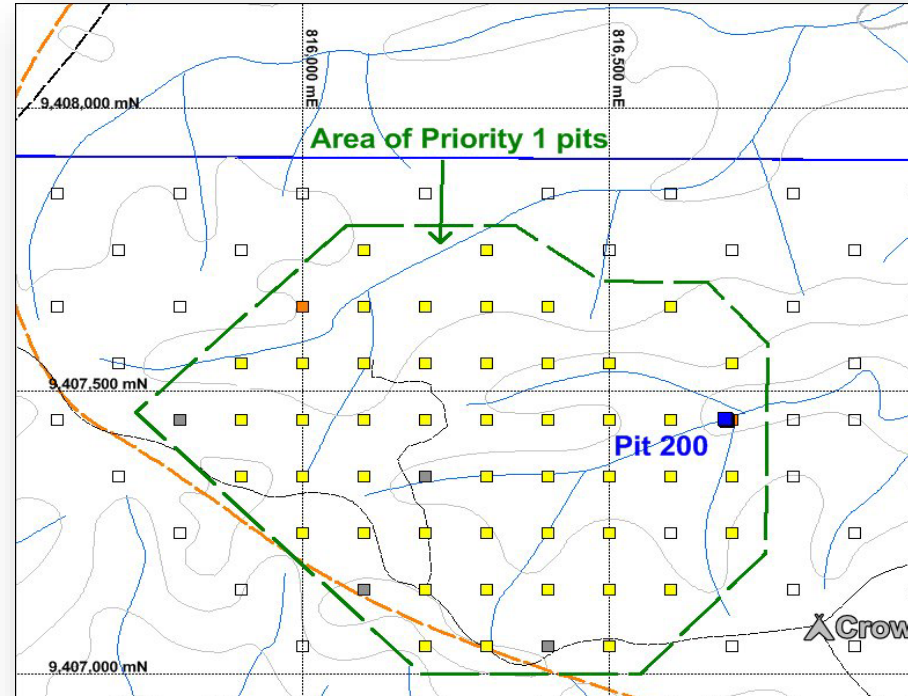 816,000 mE
816,500 mE
9,408,000 mN
Area of Priority 1 pits
9,407,500 mN
Pit 200
Crow
9,407,000 mN